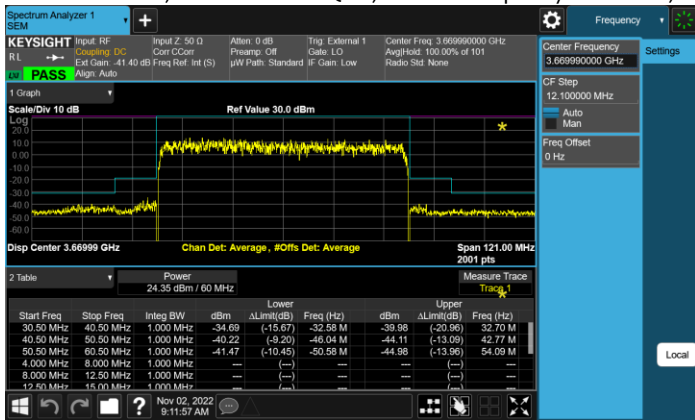 Spectrum Analyzer 1
SEM
+
Frequency
KEYSIGHT
RL
PASS
Input: RF
Coupling: DC
Ext Gain: -41.40 dB
Align: Auto
Input Z: 50 Ω
Corr CCorr
Freq Ref: Int (S)
Atten: 0 dB
Preamp: Off
µW Path: Standard
Trig: External 1
Gate: LO
IF Gain: Low
Center Freq: 3.669990000 GHz
Avg|Hold: 100.00% of 101
Radio Std: None
Center Frequency
3.669990000 GHz
Settings
CF Step
12.100000 MHz
Auto
Man
Freq Offset
0 Hz
Local
1 Graph
Scale/Div 10 dB
Ref Value 30.0 dBm
Log
20.0
10.0
0.00
-10.0
-20.0
-30.0
-40.0
-50.0
-60.0
Disp Center 3.66999 GHz
Chan Det: Average, #Offs Det: Average
Span 121.00 MHz
2001 pts
2 Table
Power
24.35 dBm / 60 MHz
Measure Trace
Trace 1
Lower Upper
Start Freq Stop Freq Integ BW dBm ΔLimit(dB) Freq (Hz) dBm ΔLimit(dB) Freq (Hz)
30.50 MHz 40.50 MHz 1.000 MHz -34.69 (-15.67) -32.58 M -39.98 (-20.96) 32.70 M
40.50 MHz 50.50 MHz 1.000 MHz -40.22 (-9.20) -46.04 M -44.11 (-13.09) 42.77 M
50.50 MHz 60.50 MHz 1.000 MHz -41.47 (-10.45) -50.58 M -44.98 (-13.96) 54.09 M
4.000 MHz 8.000 MHz 1.000 MHz --- (---) --- (---)
8.000 MHz 12.50 MHz 1.000 MHz --- (---) --- (---)
12.50 MHz 15.00 MHz 1.000 MHz --- (---) --- (---)
?
Nov 02, 2022
9:11:57 AM